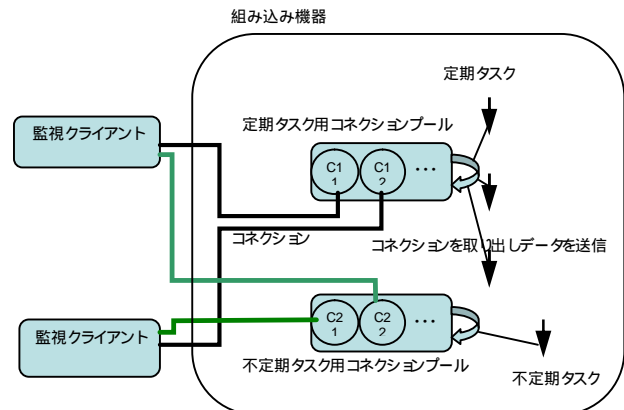 組み込み機器
定期タスク
監視クライアント
定期タスク用コネクションプール
C1
1
C1
2
…
コネクション
コネクションを取り出しデータを送信
監視クライアント
C2
1
C2
2
…
不定期タスク用コネクションプール
不定期タスク